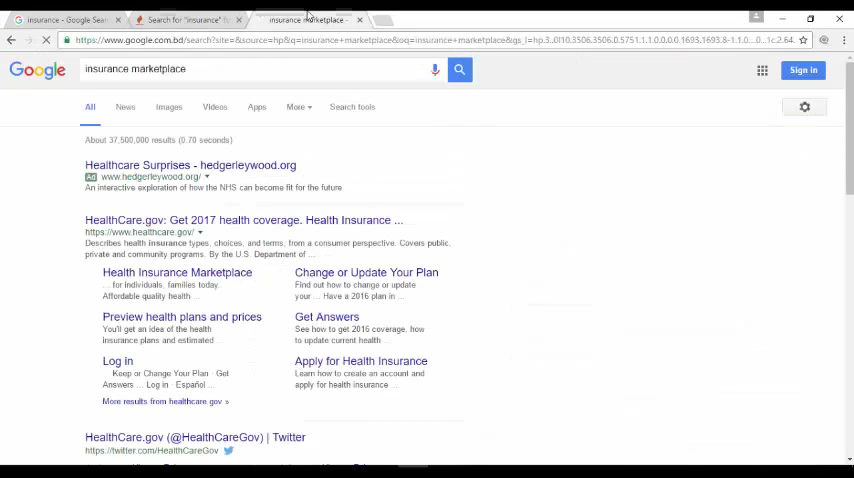 insurance - Google Sear
Search for "insurance" f
insurance marketplace -
https://www.google.com.bd/search?site=&source=hp&q=insurance+marketplace&oq=insurance+marketplace&gs_l=hp.3..0l10.3506.3506.0.5751.1.1.0.0.0.0.1693.1693.8-1.1.0....0...1c.2.64...
Google
insurance marketplace
Sign in
All News Images Videos Apps More Search tools
About 37,500,000 results (0.70 seconds)
Healthcare Surprises - hedgerleywood.org
Ad www.hedgerleywood.org/
An interactive exploration of how the NHS can become fit for the future
HealthCare.gov: Get 2017 health coverage. Health Insurance ...
https://www.healthcare.gov/
Describes health insurance types, choices, and terms, from a consumer perspective. Covers public,
private and community programs. By the U.S. Department of ...
Health Insurance Marketplace
... for individuals, families today.
Affordable quality health ...
Change or Update Your Plan
Find out how to change or update
your ... Have a 2016 plan in ...
Preview health plans and prices
You'll get an idea of the health
insurance plans and estimated ...
Get Answers
See how to get 2016 coverage, how
to update current health ...
Log in
Keep or Change Your Plan · Get
Answers ... Log in · Español ...
Apply for Health Insurance
Learn how to create an account and
apply for health insurance ...
More results from healthcare.gov »
HealthCare.gov (@HealthCareGov) | Twitter
https://twitter.com/HealthCareGov